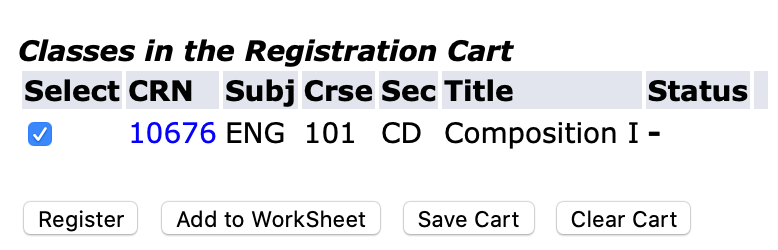 Classes in the Registration Cart
Select CRN Subj Crse Sec Title Status
10676 ENG 101 CD Composition I -
Register Add to WorkSheet Save Cart Clear Cart